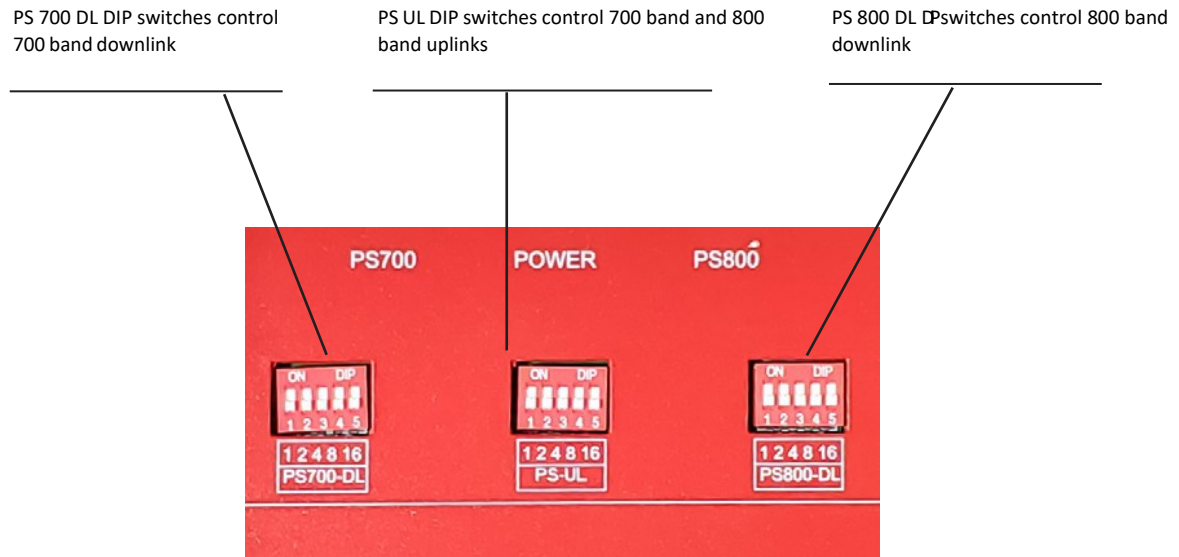 PS 700 DL DIP switches control
700 band downlink
PS UL DIP switches control 700 band and 800
band uplinks
PS 800 DL DPswitches control 800 band
downlink
PS700
POWER
PS800
ON DIP
1 2 3 4 5
1 2 4 8 16
PS700-DL
ON DIP
1 2 3 4 5
1 2 4 8 16
PS-UL
ON DIP
1 2 3 4 5
1 2 4 8 16
PS800-DL